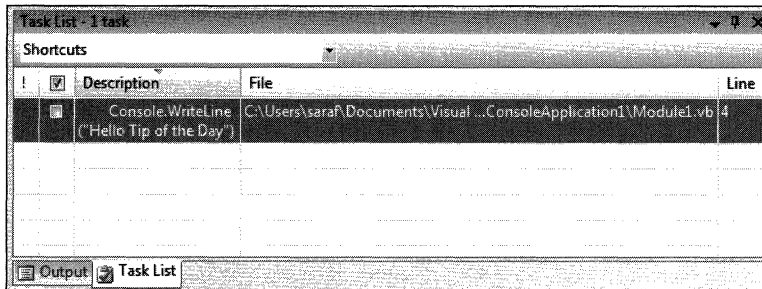 Task List - 1 task
Shortcuts
! Description File Line
Console.WriteLine C:\Users\saraf\Documents\Visual ...ConsoleApplication1\Module1.vb 4
("Hello Tip of the Day")
Output Task List